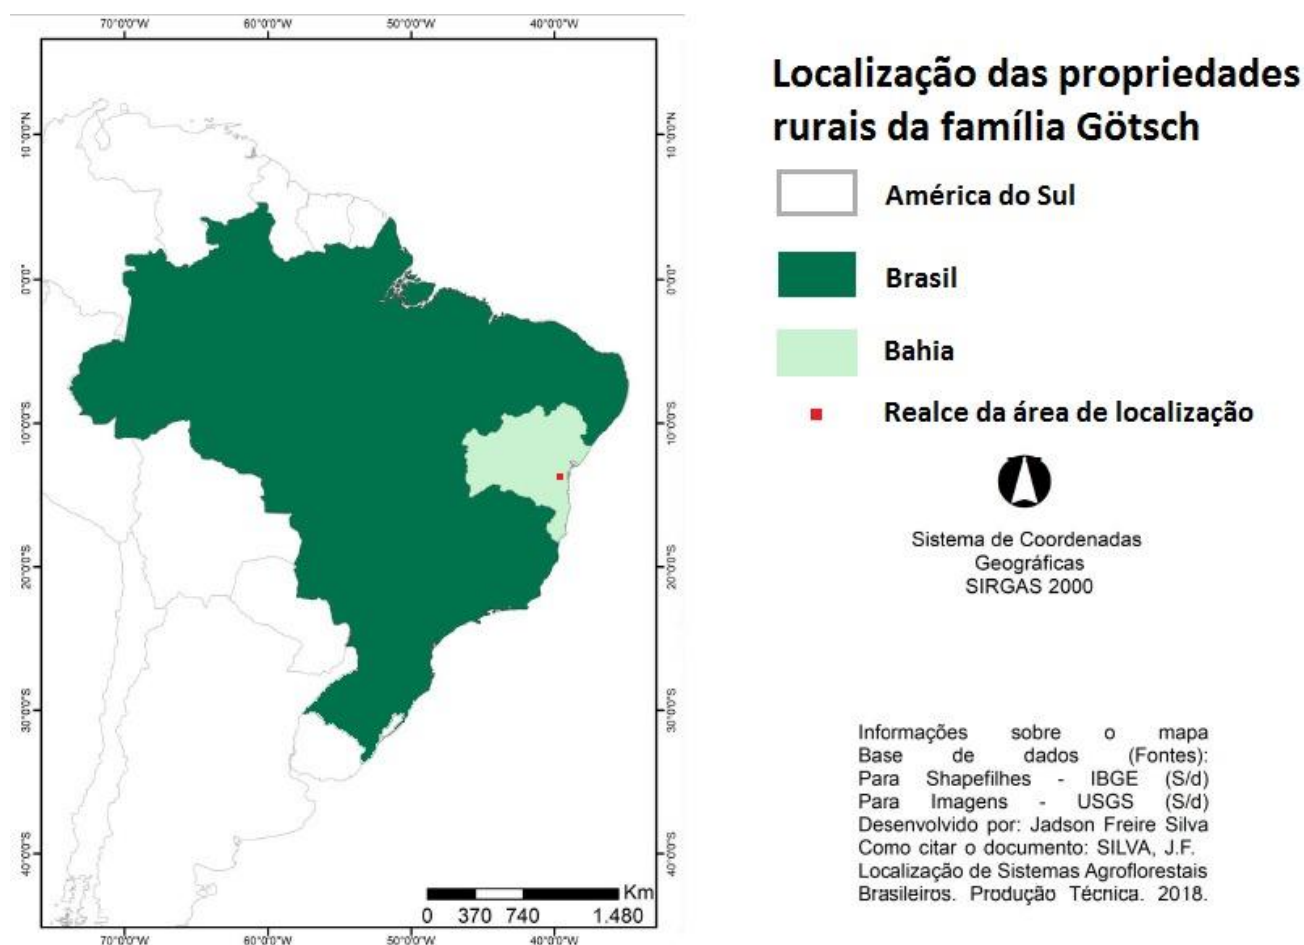 70°0'0"W 60°0'0"W 50°0'0"W 40°0'0"W
10°0'0"N 10°0'0"N
0°0'0" 0°0'0"
10°0'0"S 10°0'0"S
20°0'0"S 20°0'0"S
30°0'0"S 30°0'0"S
40°0'0"S 40°0'0"S
Km
0 370 740 1.480
70°0'0"W 60°0'0"W 50°0'0"W 40°0'0"W
Localização das propriedades
rurais da família Götsch
América do Sul
Brasil
Bahia
Realce da área de localização
Sistema de Coordenadas
Geográficas
SIRGAS 2000
Informações sobre o mapa
Base de dados (Fontes):
Para Shapefilhes - IBGE (S/d)
Para Imagens - USGS (S/d)
Desenvolvido por: Jadson Freire Silva
Como citar o documento: SILVA, J.F.
Localização de Sistemas Agroflorestais
Brasileiros. Produção Técnica. 2018.